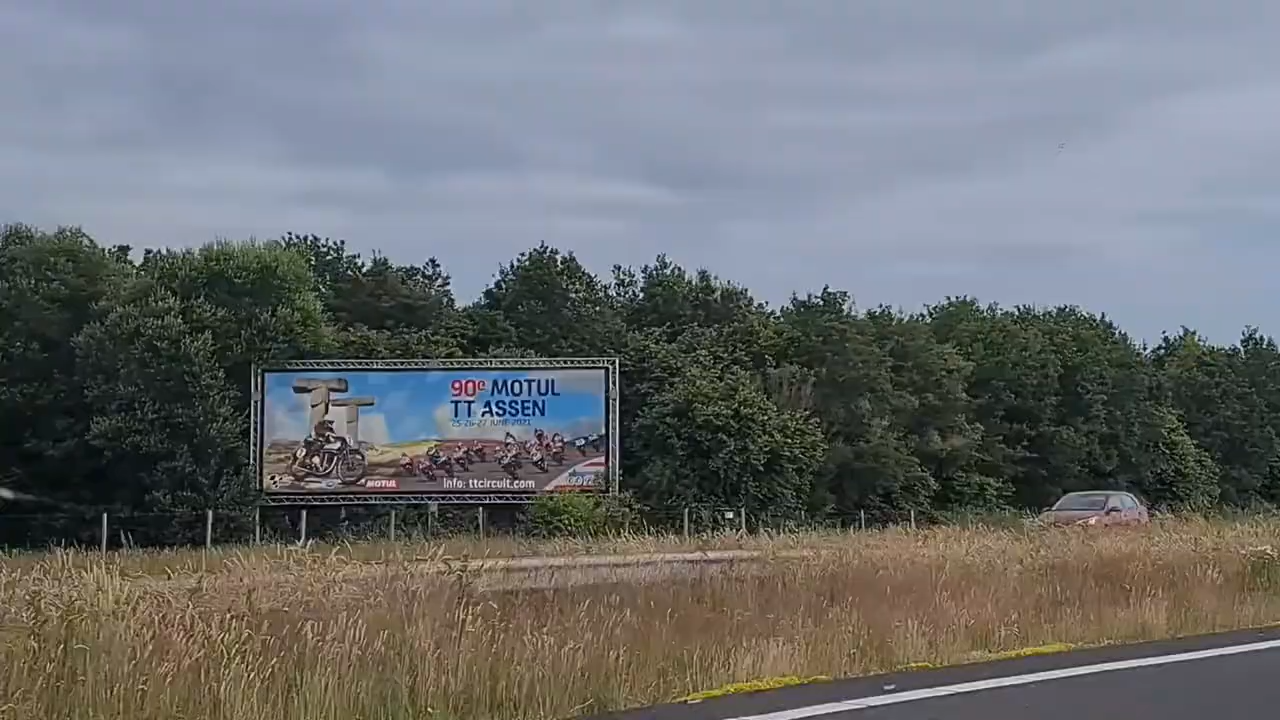 90e MOTUL
TT ASSEN
25-26-27 JUNE 2021
MOTUL
info: ttcircuit.com